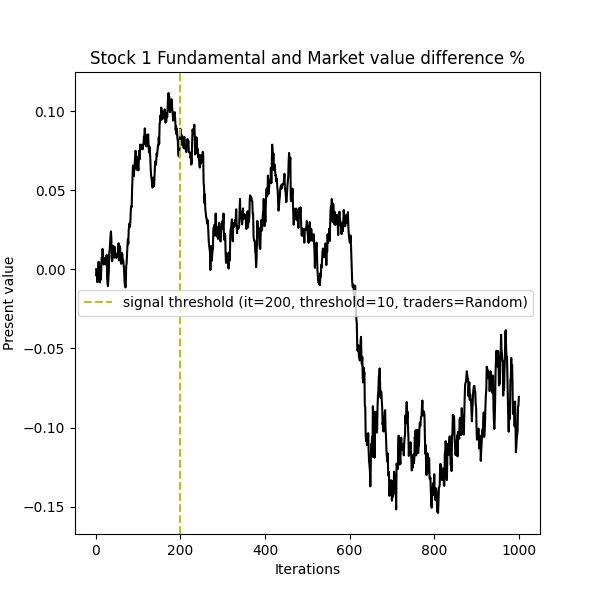 Stock 1 Fundamental and Market value difference %
Present value
0.10
0.05
0.00
−0.05
−0.10
−0.15
signal threshold (it=200, threshold=10, traders=Random)
0 200 400 600 800 1000
Iterations